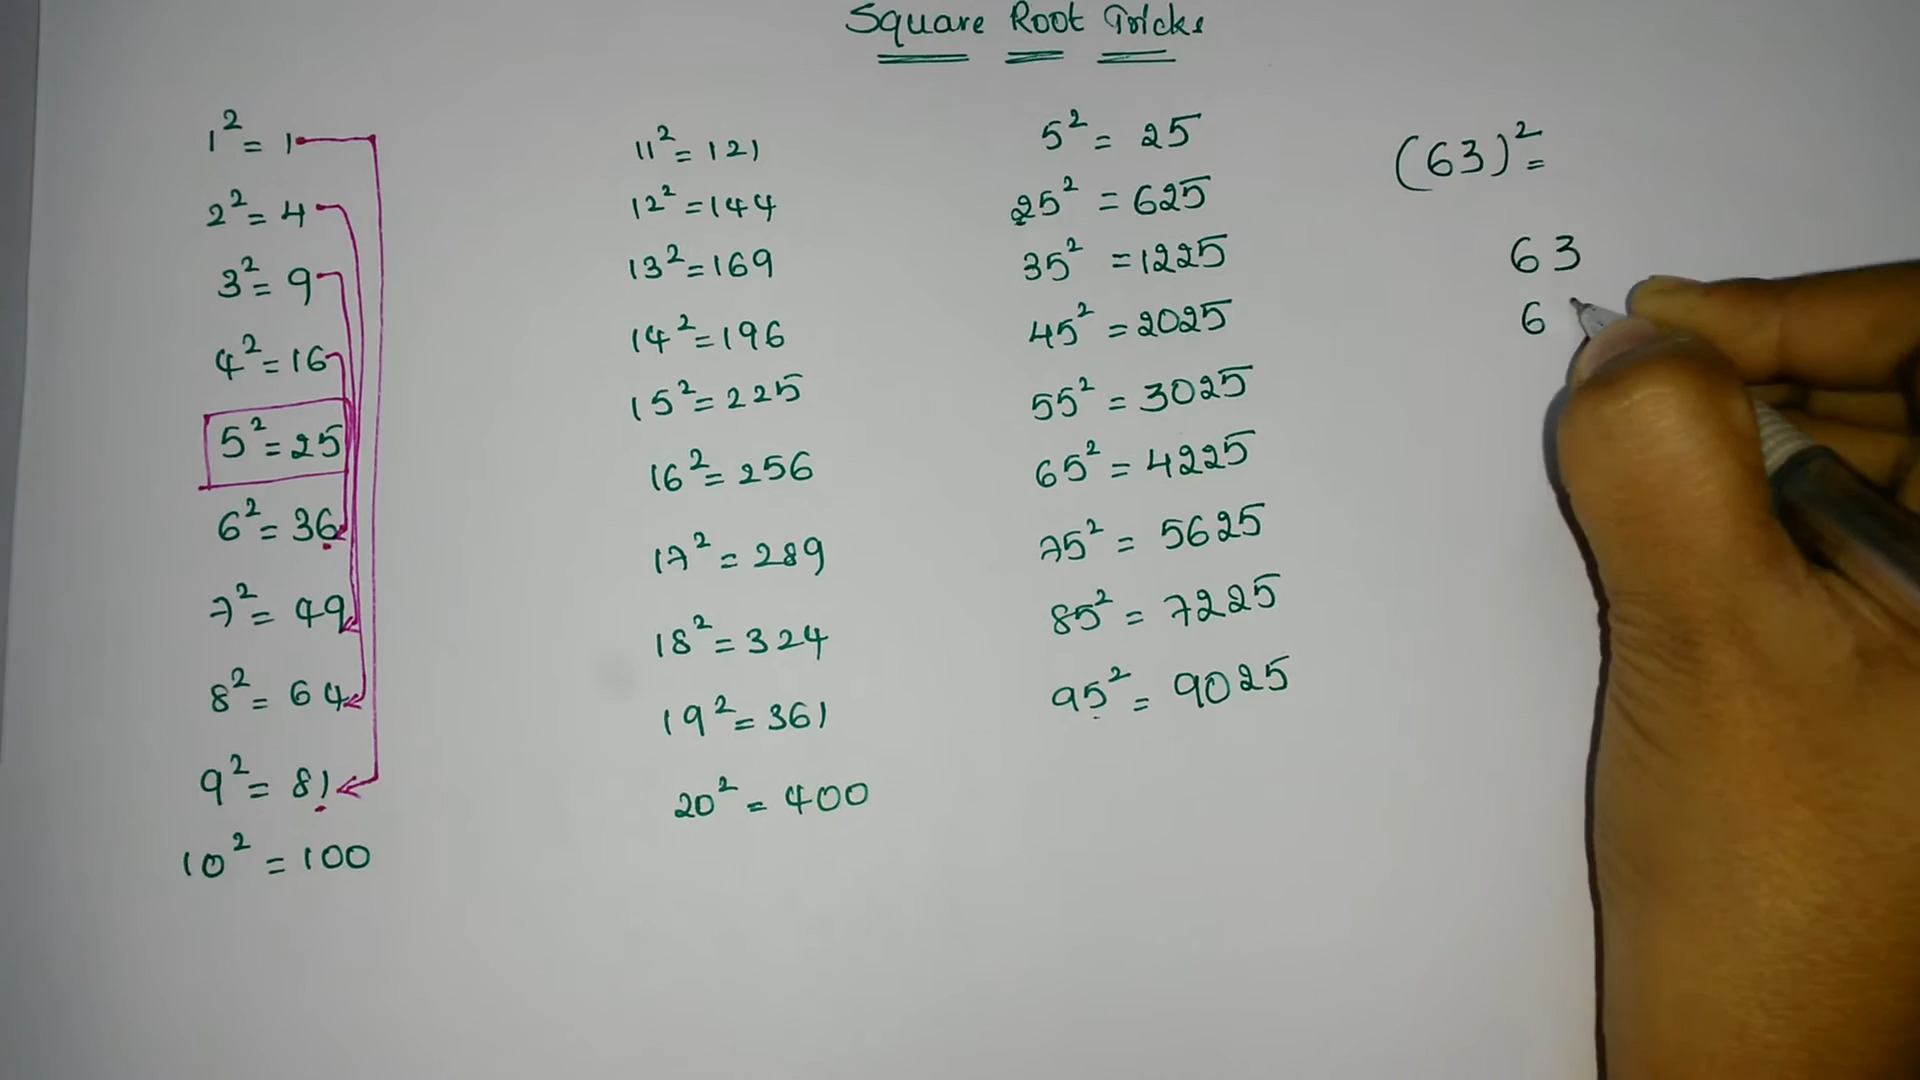 Square Root Tricks
1² = 1
2² = 4
3² = 9
4² = 16
5² = 25
6² = 36
7² = 49
8² = 64
9² = 81
10² = 100
11² = 121
12² = 144
13² = 169
14² = 196
15² = 225
16² = 256
17² = 289
18² = 324
19² = 361
20² = 400
5² = 25
25² = 625
35² = 1225
45² = 2025
55² = 3025
65² = 4225
75² = 5625
85² = 7225
95² = 9025
(63)² =
63
6